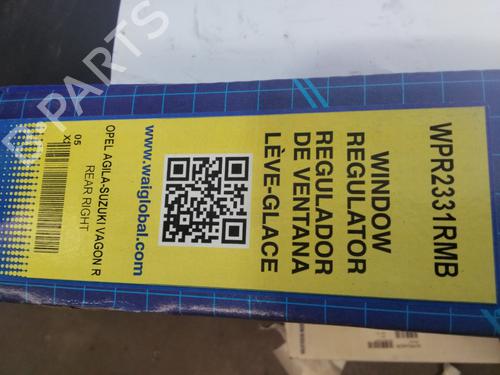 WPR2331RMB
WINDOW
REGULATOR
REGULADOR
DE VENTANA
LÈVE-GLACE
www.waiglobal.com
OPEL AGILA-SUZUKI VAGON R
REAR RIGHT
05
B PARTS